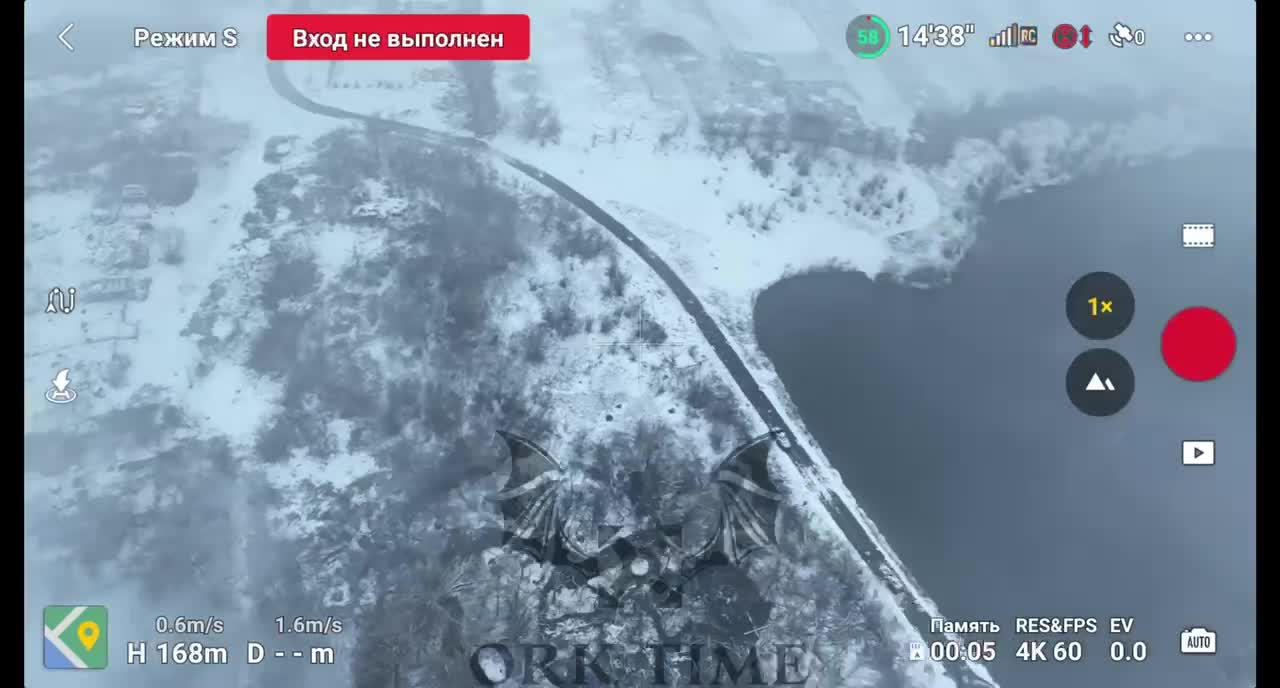 Режим S
Вход не выполнен
58
14'38"
RC
0
1×
0.6m/s 1.6m/s
H 168m D - - m
Память RES&FPS EV
00:05 4K 60 0.0
AUTO
ORK TIME